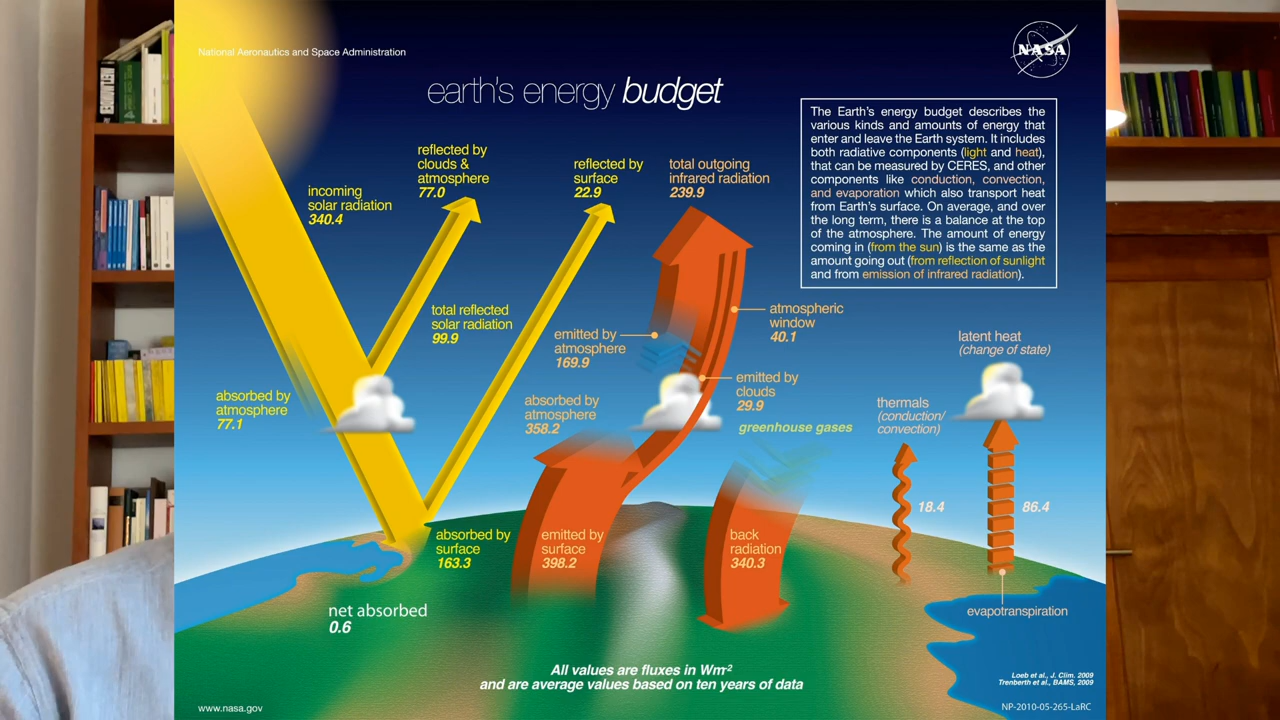 National Aeronautics and Space Administration
NASA
earth's energy budget
The Earth's energy budget describes the
various kinds and amounts of energy that
enter and leave the Earth system. It includes
both radiative components (light and heat),
that can be measured by CERES, and other
components like conduction, convection,
and evaporation which also transport heat
from Earth's surface. On average, and over
the long term, there is a balance at the top
of the atmosphere. The amount of energy
coming in (from the sun) is the same as the
amount going out (from reflection of sunlight
and from emission of infrared radiation).
reflected by
clouds &
atmosphere
77.0
reflected by
surface
22.9
total outgoing
infrared radiation
239.9
incoming
solar radiation
340.4
total reflected
solar radiation
99.9
emitted by
atmosphere
169.9
atmospheric
window
40.1
latent heat
(change of state)
absorbed by
atmosphere
77.1
absorbed by
atmosphere
358.2
emitted by
clouds
29.9
greenhouse gases
thermals
(conduction/
convection)
18.4
86.4
absorbed by
surface
163.3
emitted by
surface
398.2
back
radiation
340.3
net absorbed
0.6
evapotranspiration
All values are fluxes in Wm-2
and are average values based on ten years of data
Loeb et al., J. Clim. 2009
Trenberth et al., BAMS, 2009
www.nasa.gov
NP-2010-05-265-LaRC